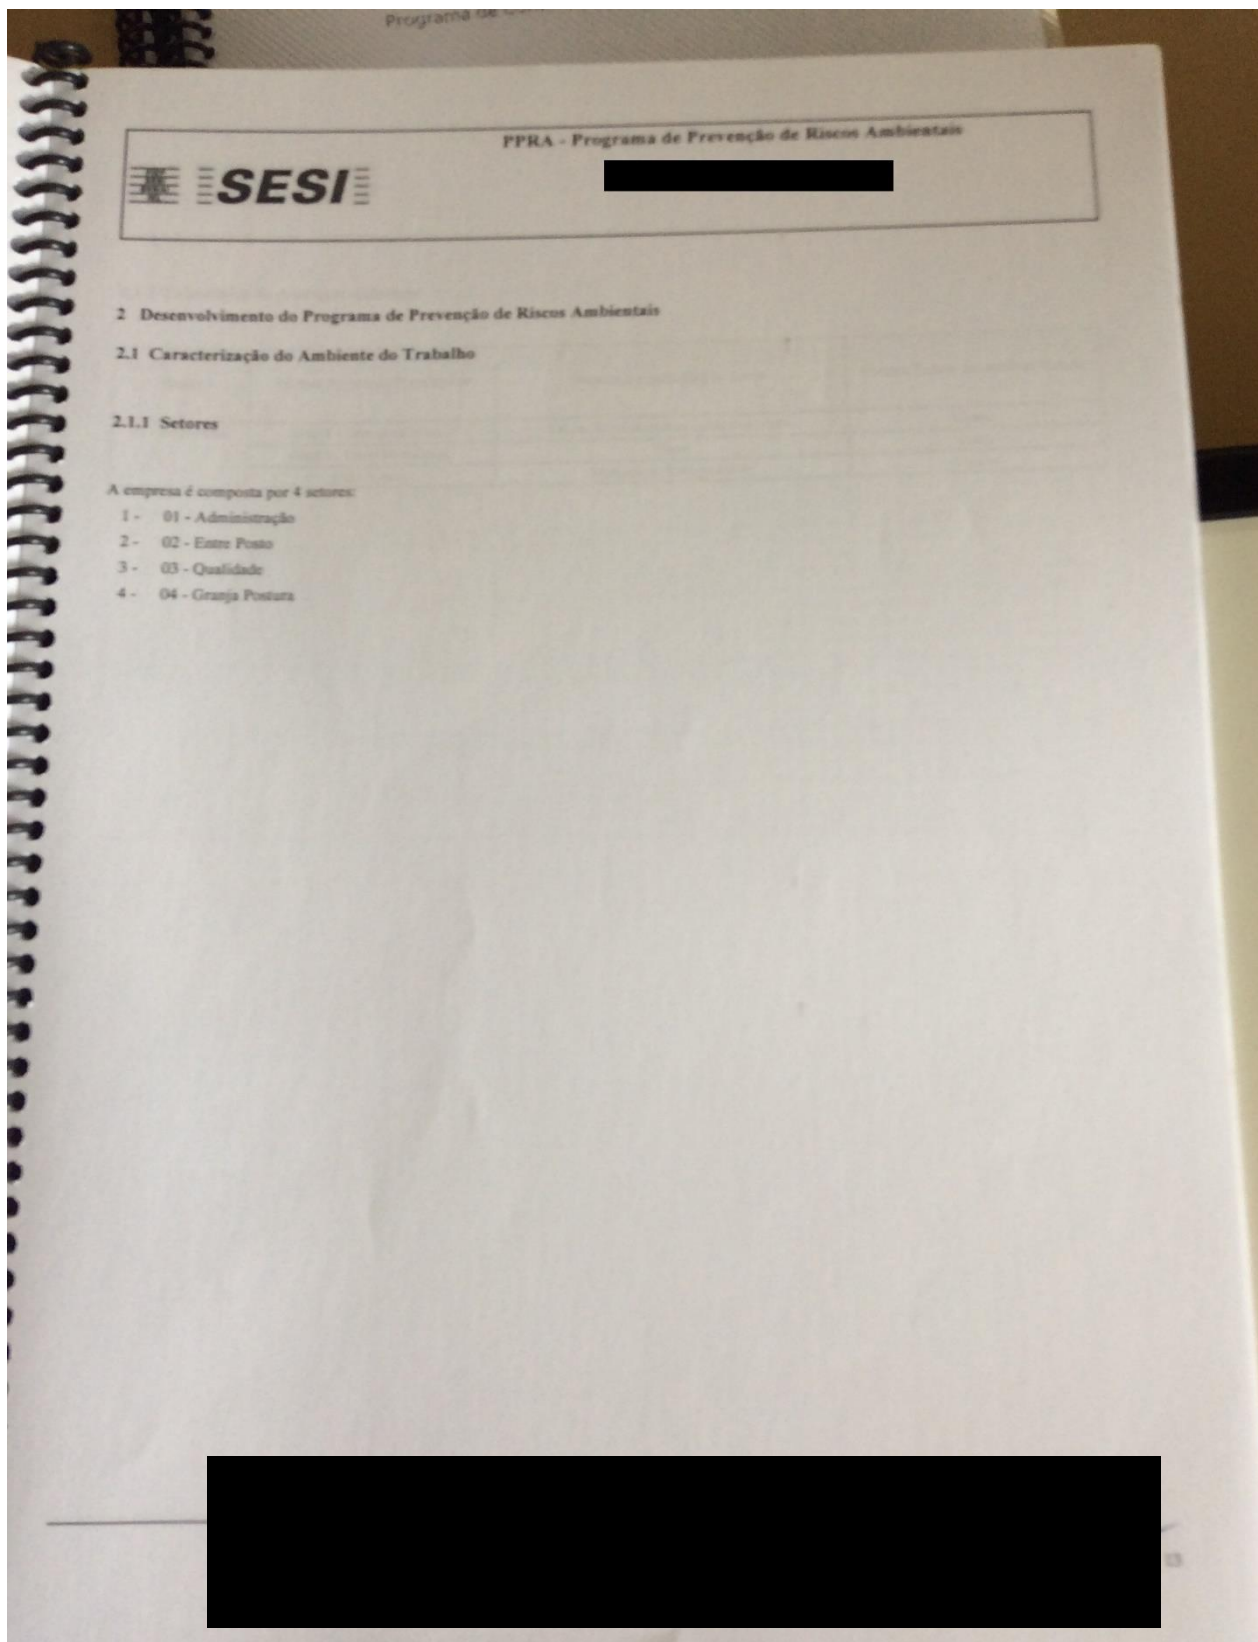 Programa de
PPRA - Programa de Prevenção de Riscos Ambientais
SESI
2 Desenvolvimento do Programa de Prevenção de Riscos Ambientais
2.1 Caracterização do Ambiente do Trabalho
2.1.1 Setores
A empresa é composta por 4 setores:
1 - 01 - Administração
2 - 02 - Entre Posto
3 - 03 - Qualidade
4 - 04 - Granja Postura